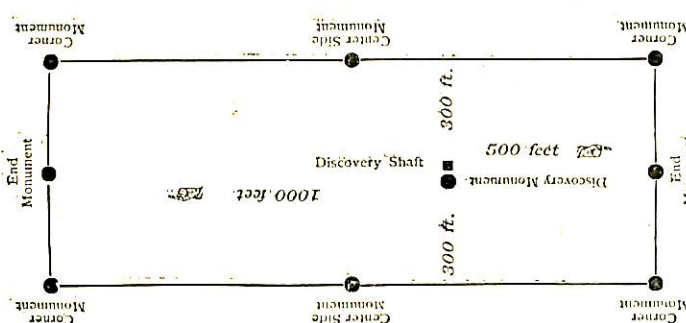 Corner
Monument
Center Side
Monument
Corner
Monument
300 ft.
End
Monument
Discovery Shaft
500 feet
1000 feet
Discovery Monument.
End
300 ft.
Corner
Monument
Center Side
Monument
Corner
Monument